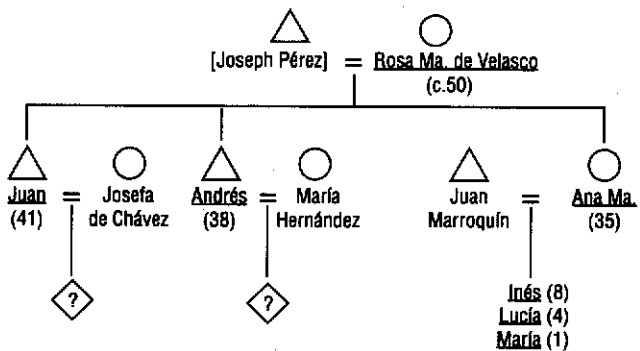 [Joseph Pérez] = Rosa Ma. de Velasco
(c.50)
Juan = Josefa de Chávez
(41)
Andrés = María Hernández
(38)
Juan Marroquín = Ana Ma.
(35)
?
?
Inés (8)
Lucía (4)
María (1)